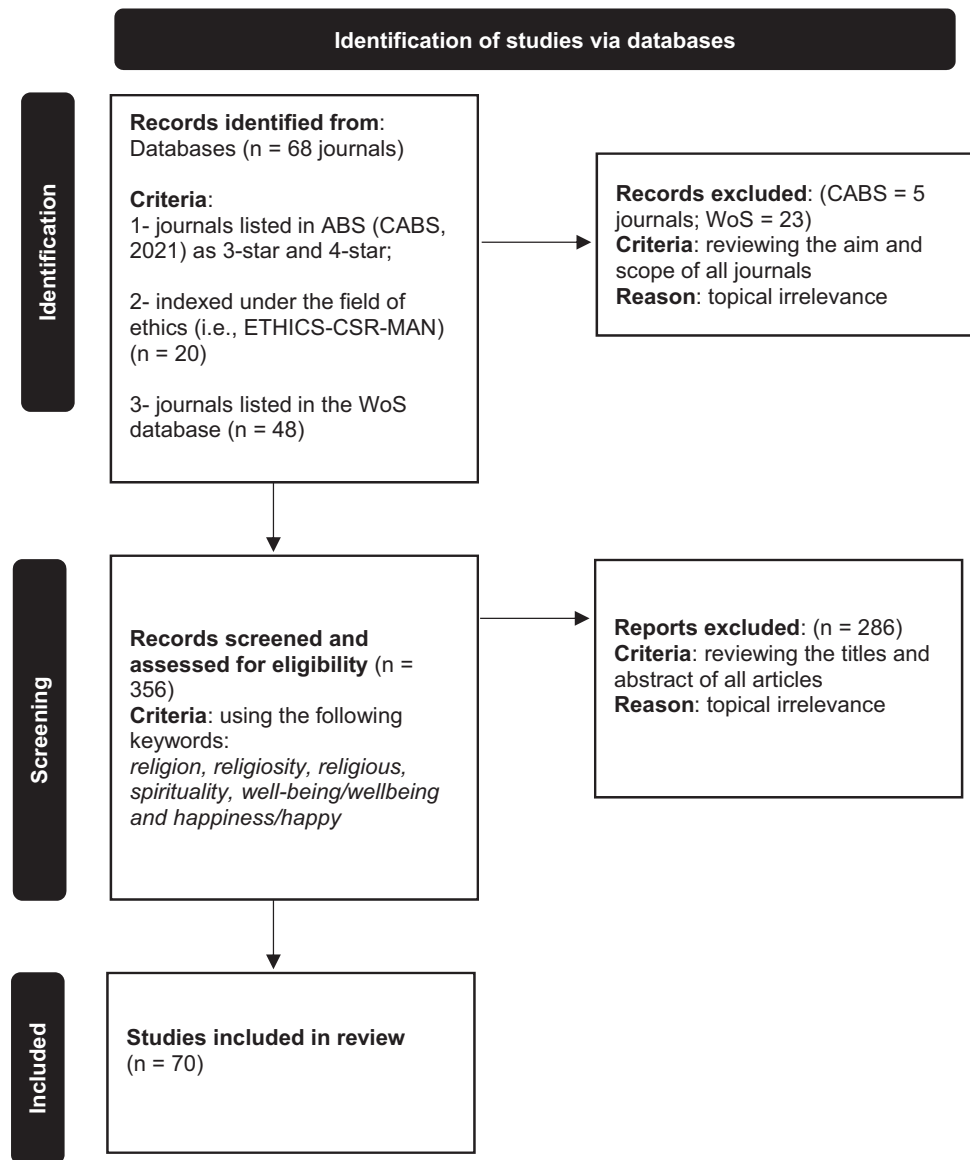 Identification of studies via databases
Identification
Records identified from:
Databases (n = 68 journals)
Criteria:
1- journals listed in ABS (CABS,
2021) as 3-star and 4-star;
2- indexed under the field of
ethics (i.e., ETHICS-CSR-MAN)
(n = 20)
3- journals listed in the WoS
database (n = 48)
Records excluded: (CABS = 5
journals; WoS = 23)
Criteria: reviewing the aim and
scope of all journals
Reason: topical irrelevance
Screening
Records screened and
assessed for eligibility (n =
356)
Criteria: using the following
keywords:
religion, religiosity, religious,
spirituality, well-being/wellbeing
and happiness/happy
Reports excluded: (n = 286)
Criteria: reviewing the titles and
abstract of all articles
Reason: topical irrelevance
Included
Studies included in review
(n = 70)